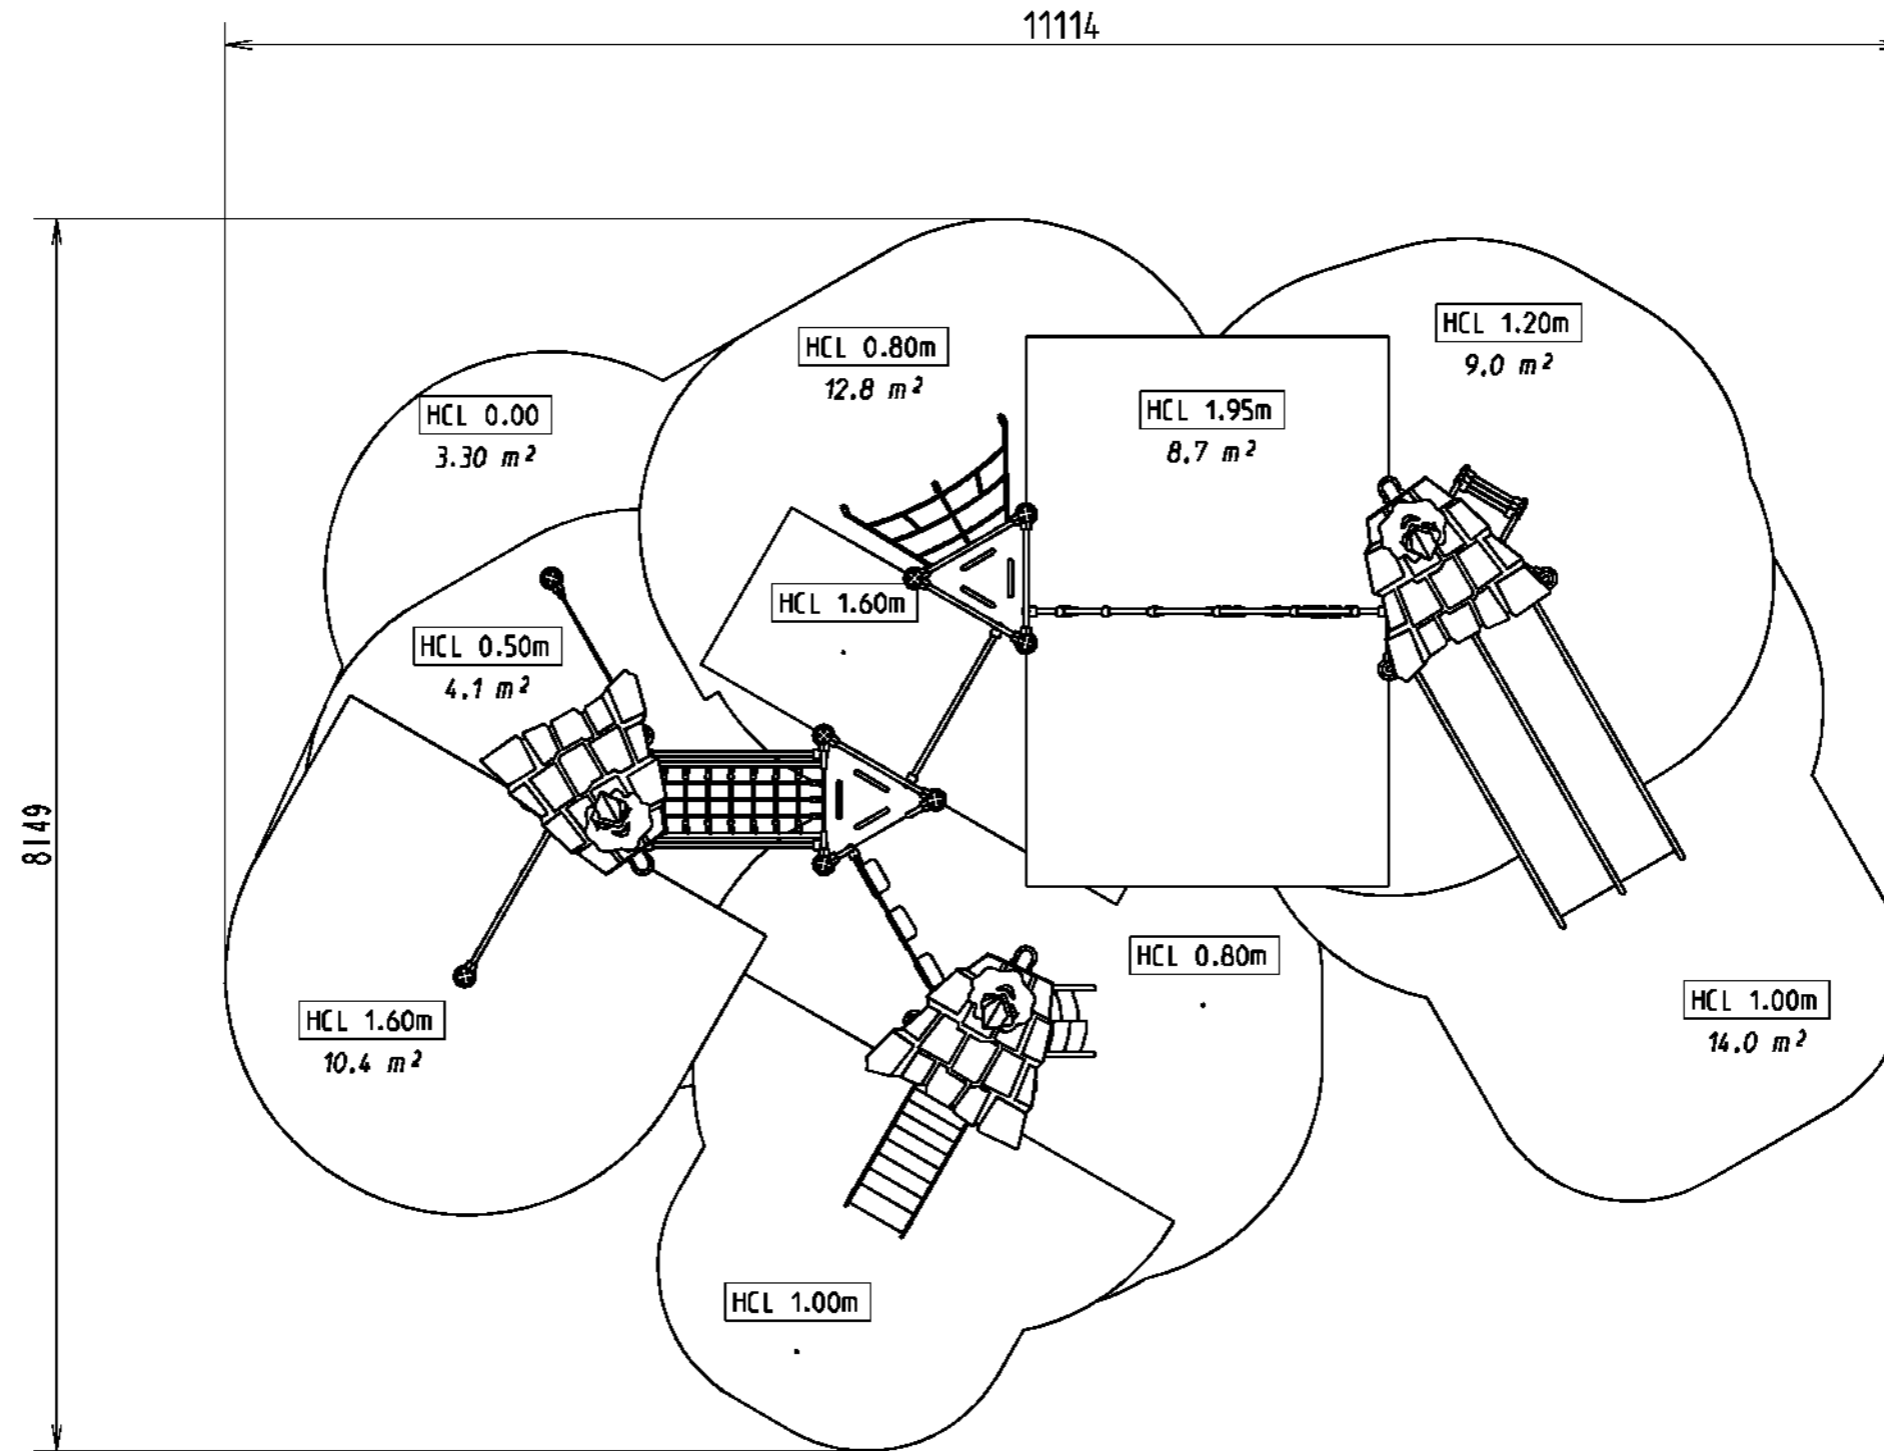 11114
HCL 1.20m
9.0 m²
HCL 0.80m
12.8 m²
HCL 1.95m
8.7 m²
HCL 0.00
3.30 m²
HCL 1.60m
HCL 0.50m
4.1 m²
8149
HCL 0.80m
HCL 1.00m
14.0 m²
HCL 1.60m
10.4 m²
HCL 1.00m